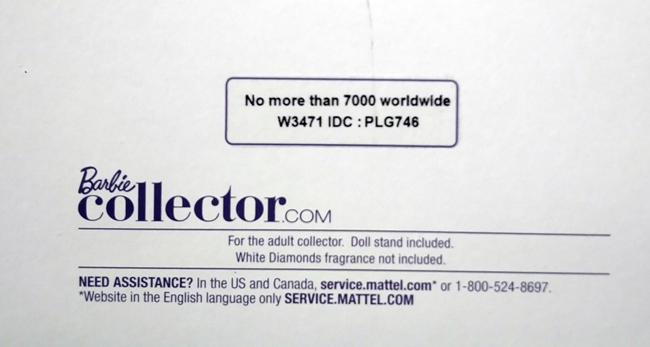 No more than 7000 worldwide
W3471 IDC : PLG746
Barbie
collector.COM
For the adult collector. Doll stand included.
White Diamonds fragrance not included.
NEED ASSISTANCE? In the US and Canada, service.mattel.com* or 1-800-524-8697.
*Website in the English language only SERVICE.MATTEL.COM